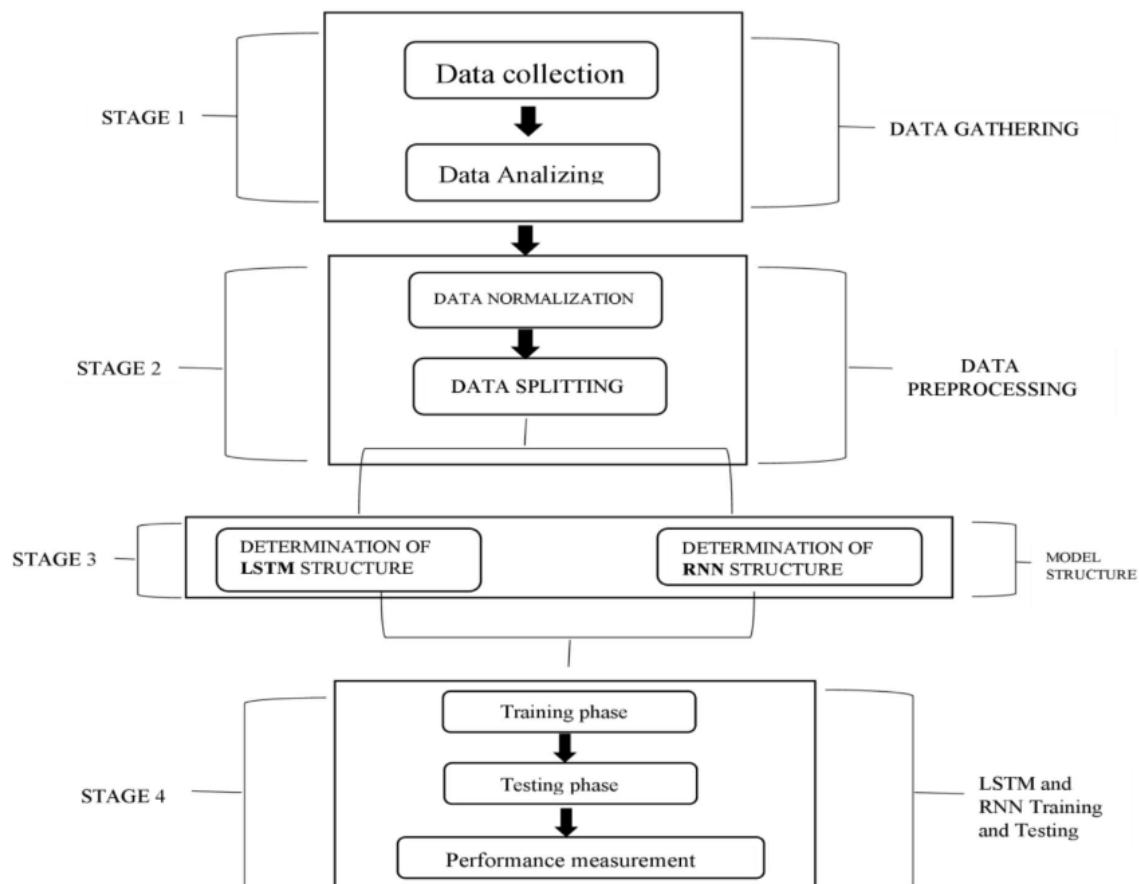 Data collection
STAGE 1
DATA GATHERING
Data Analizing
DATA NORMALIZATION
STAGE 2
DATA
PREPROCESSING
DATA SPLITTING
STAGE 3
DETERMINATION OF
LSTM STRUCTURE
DETERMINATION OF
RNN STRUCTURE
MODEL
STRUCTURE
Training phase
STAGE 4
Testing phase
LSTM and
RNN Training
and Testing
Performance measurement